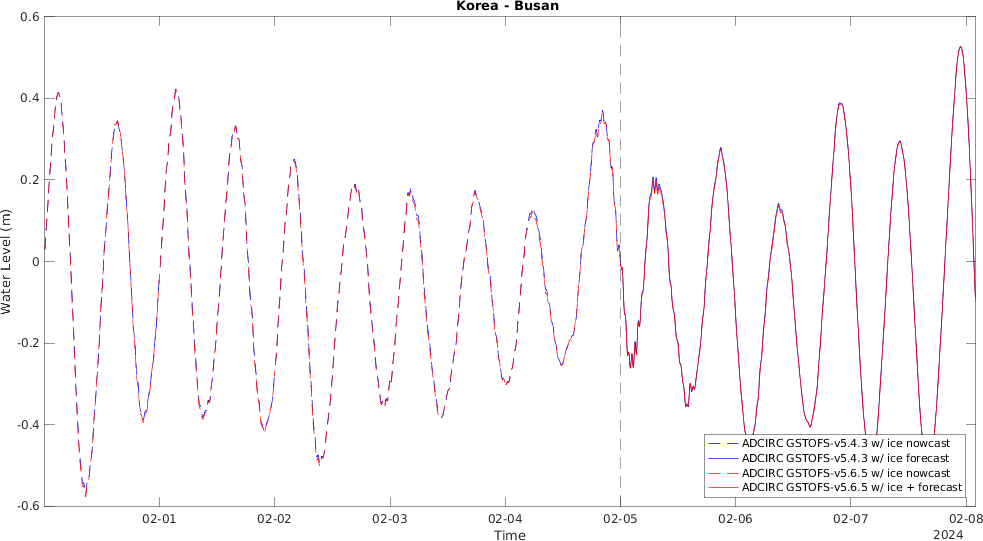 Korea - Busan
Water Level (m)
0.6
0.4
0.2
0
-0.2
-0.4
-0.6
ADCIRC GSTOFS-v5.4.3 w/ ice nowcast
ADCIRC GSTOFS-v5.4.3 w/ ice forecast
ADCIRC GSTOFS-v5.6.5 w/ ice nowcast
ADCIRC GSTOFS-v5.6.5 w/ ice + forecast
02-01 02-02 02-03 02-04 02-05 02-06 02-07 02-08
Time 2024